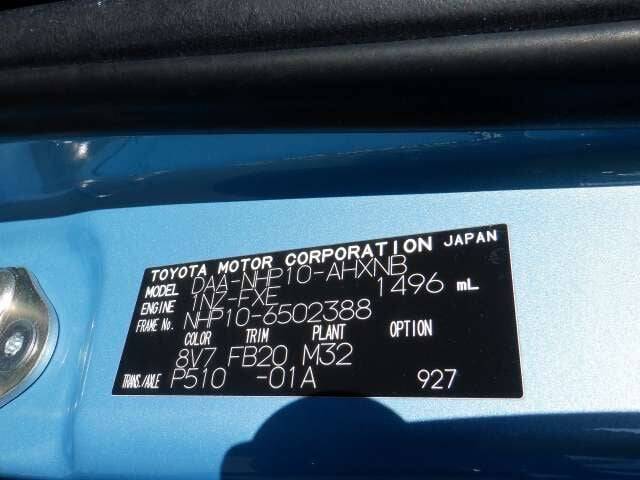 TOYOTA MOTOR CORPORATION JAPAN
MODEL DAA-NHP10-AHXNB
ENGINE 1NZ-FXE 1496 mL
FRAME No. NHP10-6502388
COLOR TRIM PLANT OPTION
8V7 FB20 M32
TRANS./AXLE P510 -01A 927